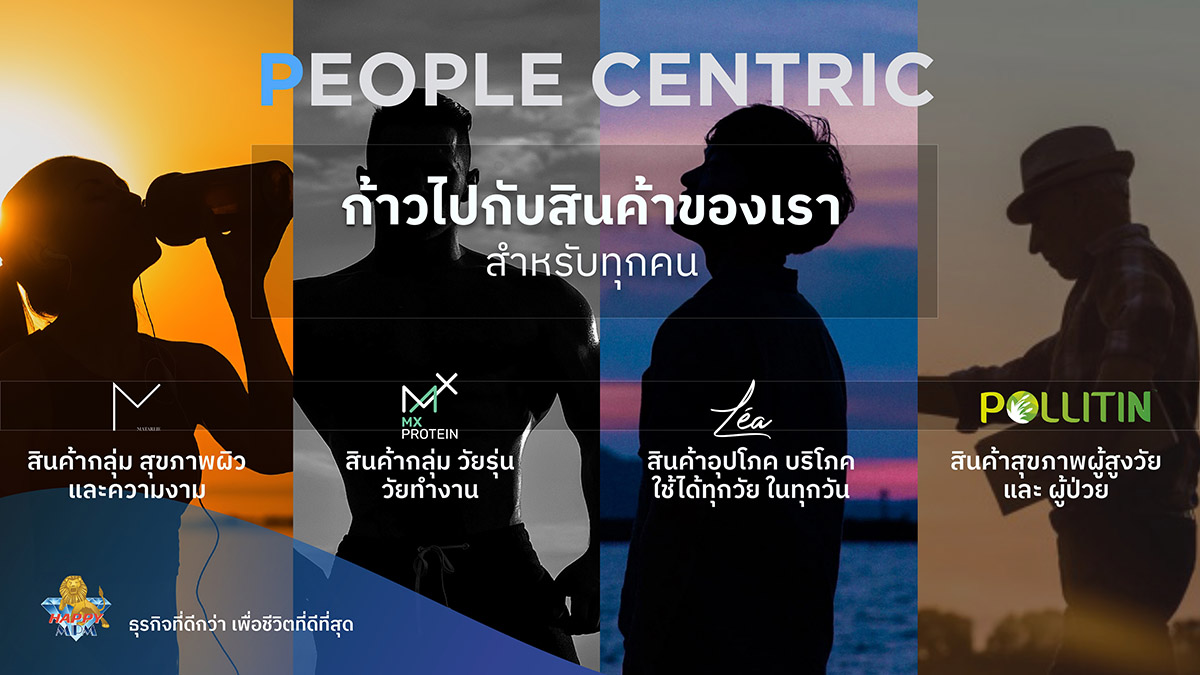 PEOPLE CENTRIC
ก้าวไปกับสินค้าของเรา
สำหรับทุกคน
MX
PROTEIN
Léa
POLLITIN
สินค้ากลุ่ม สุขภาพผิว
และความงาม
สินค้ากลุ่ม วัยรุ่น
วัยทำงาน
สินค้าอุปโภค บริโภค
ใช้ได้ทุกวัย ในทุกวัน
สินค้าสุขภาพผู้สูงวัย
และ ผู้ป่วย
HAPPY
MPM
ธุรกิจที่ดีกว่า เพื่อชีวิตที่ดีที่สุด